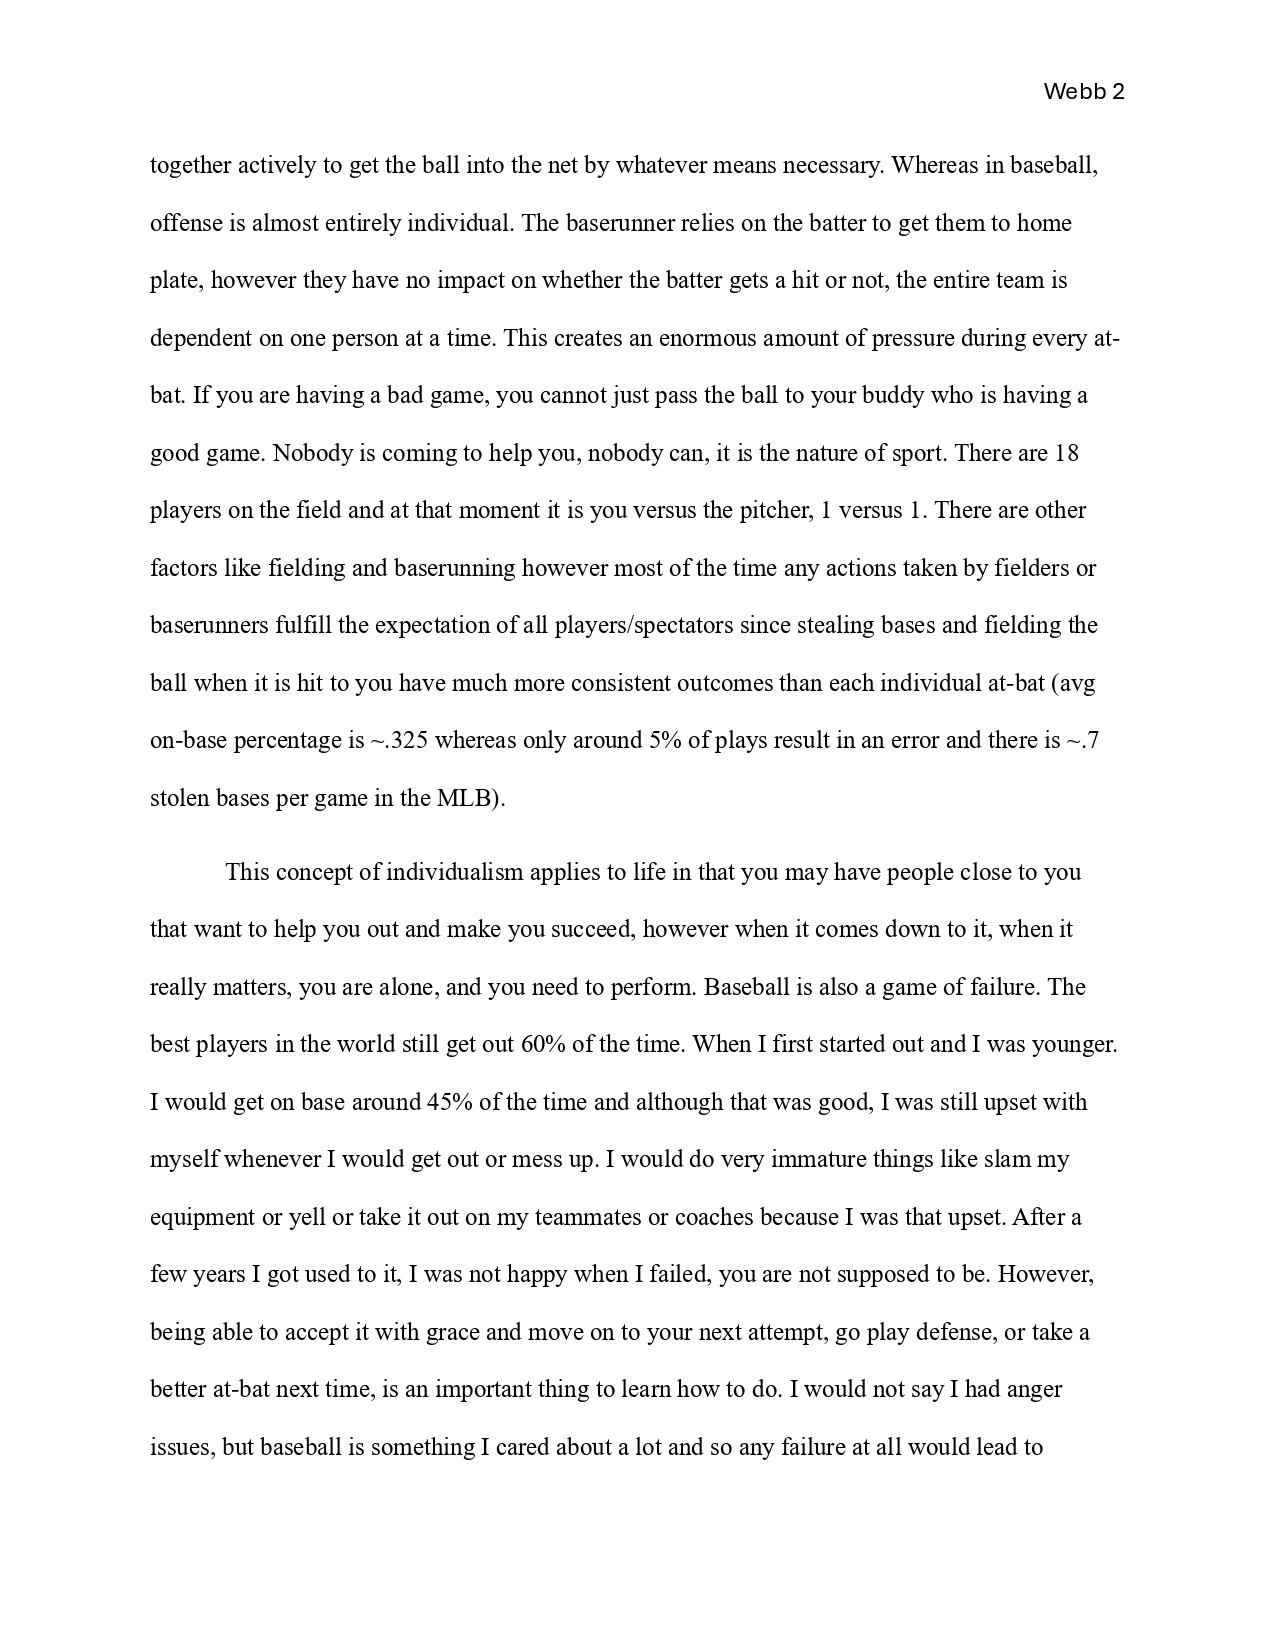 Webb 2
together actively to get the ball into the net by whatever means necessary. Whereas in baseball,
offense is almost entirely individual. The baserunner relies on the batter to get them to home
plate, however they have no impact on whether the batter gets a hit or not, the entire team is
dependent on one person at a time. This creates an enormous amount of pressure during every at-
bat. If you are having a bad game, you cannot just pass the ball to your buddy who is having a
good game. Nobody is coming to help you, nobody can, it is the nature of sport. There are 18
players on the field and at that moment it is you versus the pitcher, 1 versus 1. There are other
factors like fielding and baserunning however most of the time any actions taken by fielders or
baserunners fulfill the expectation of all players/spectators since stealing bases and fielding the
ball when it is hit to you have much more consistent outcomes than each individual at-bat (avg
on-base percentage is ~.325 whereas only around 5% of plays result in an error and there is ~.7
stolen bases per game in the MLB).
This concept of individualism applies to life in that you may have people close to you
that want to help you out and make you succeed, however when it comes down to it, when it
really matters, you are alone, and you need to perform. Baseball is also a game of failure. The
best players in the world still get out 60% of the time. When I first started out and I was younger.
I would get on base around 45% of the time and although that was good, I was still upset with
myself whenever I would get out or mess up. I would do very immature things like slam my
equipment or yell or take it out on my teammates or coaches because I was that upset. After a
few years I got used to it, I was not happy when I failed, you are not supposed to be. However,
being able to accept it with grace and move on to your next attempt, go play defense, or take a
better at-bat next time, is an important thing to learn how to do. I would not say I had anger
issues, but baseball is something I cared about a lot and so any failure at all would lead to